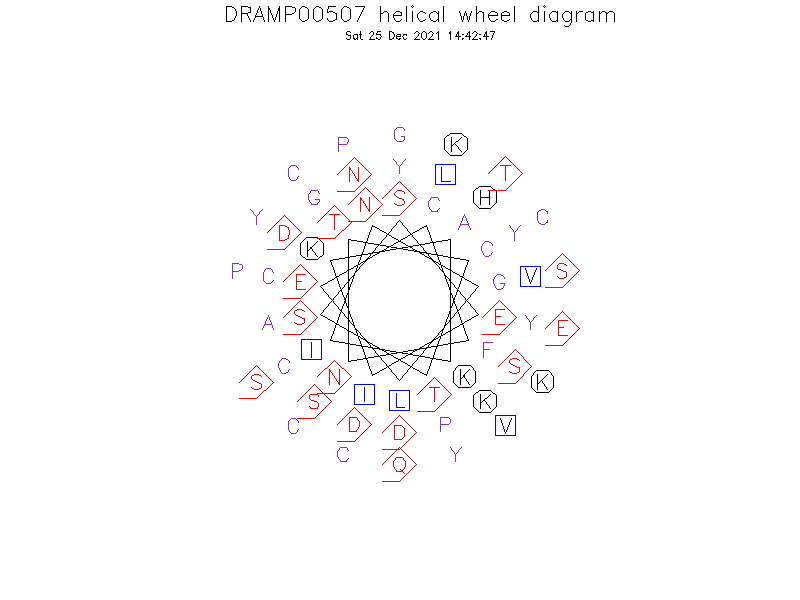 DRAMP00507 helical wheel diagram
Sat 25 Dec 2021 14:42:47
G
P K
C N Y L T
G N S C H
Y T A C
D K C Y
P C E G V S
A S E Y E
I F
C N K S K
S S I L T K
C D D P V
C Q Y